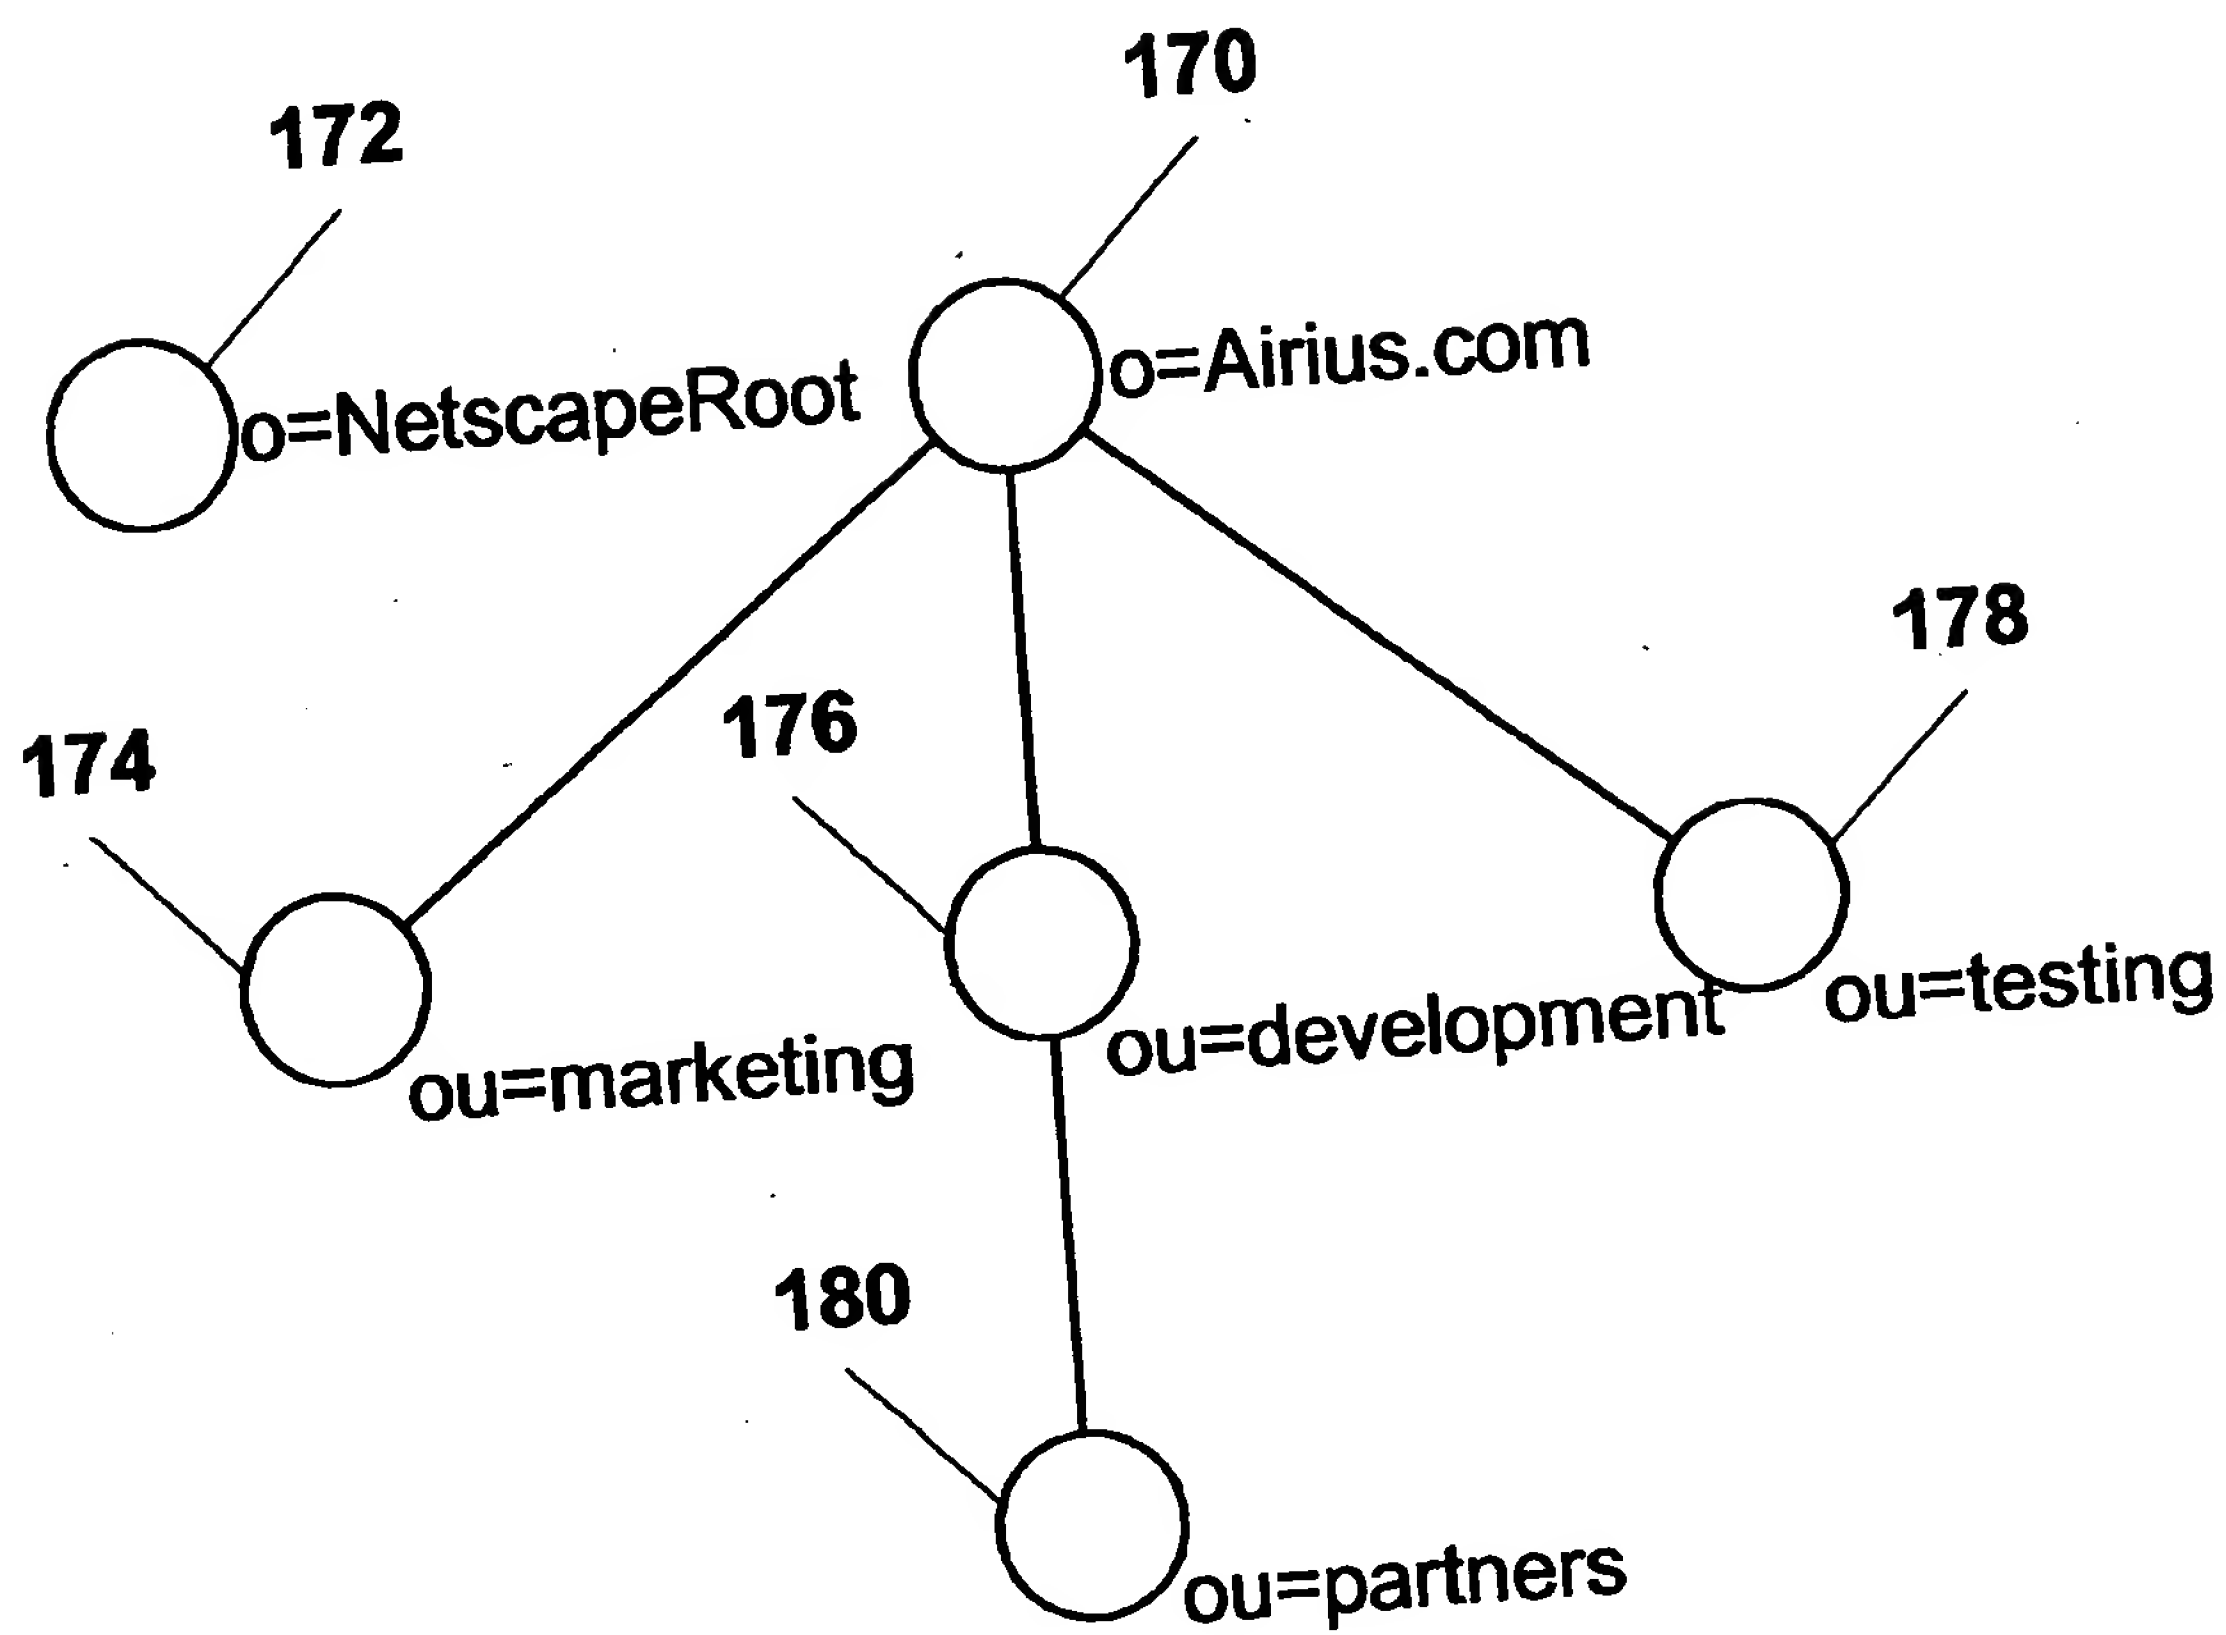 170
172
o=Airius.com
o=NetscapeRoot
178
176
174
ou=testing
ou=development
ou=marketing
180
ou=partners